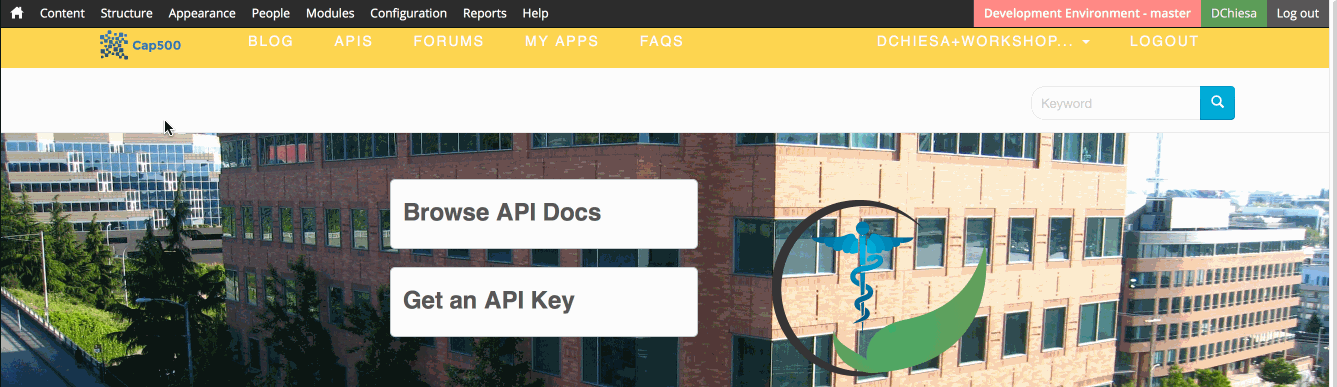 Content Structure Appearance People Modules Configuration Reports Help Development Environment - master DChiesa Log out
Cap500 BLOG APIS FORUMS MY APPS FAQS DCHIESA+WORKSHOP... LOGOUT
Keyword
Browse API Docs
Get an API Key